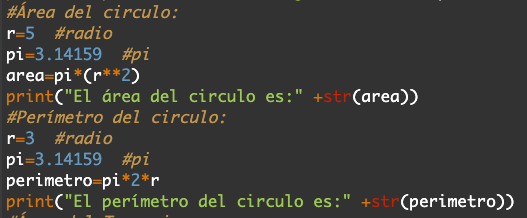 #Área del circulo:
r=5  #radio
pi=3.14159  #pi
area=pi*(r**2)
print("El área del circulo es:" +str(area))
#Perímetro del circulo:
r=3  #radio
pi=3.14159  #pi
perimetro=pi*2*r
print("El perímetro del circulo es:" +str(perimetro))